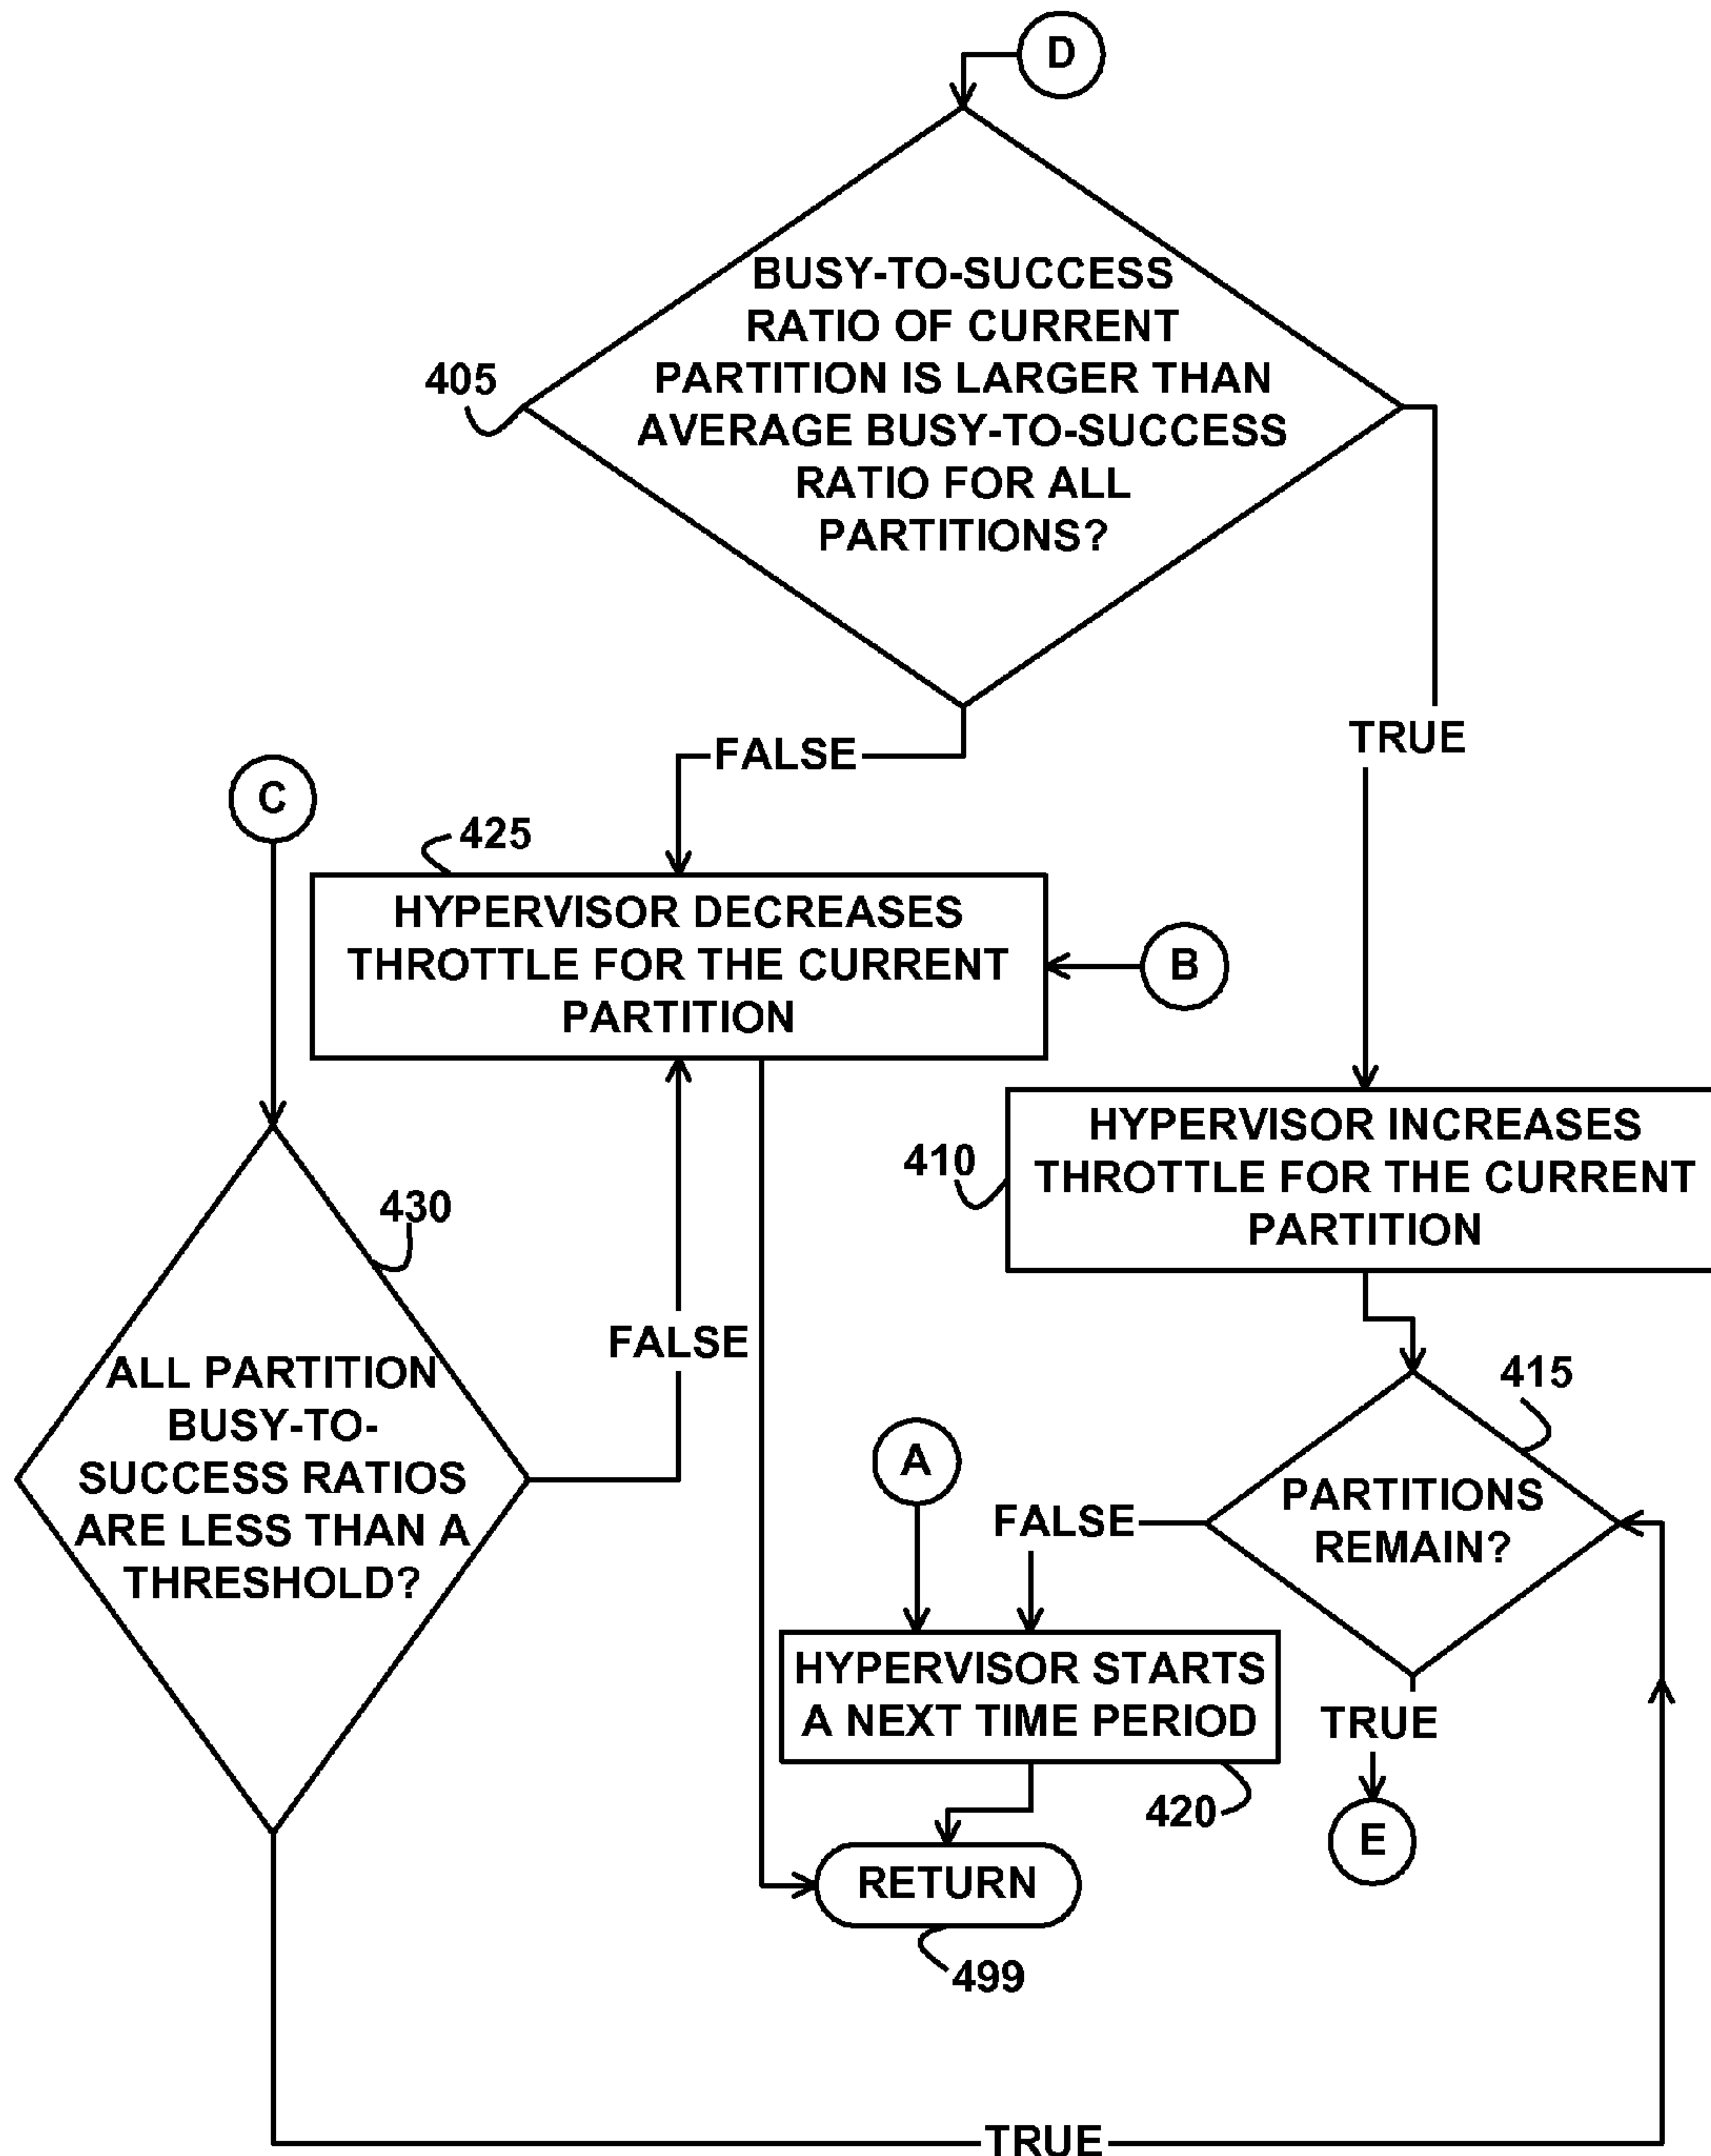 D
BUSY-TO-SUCCESS
RATIO OF CURRENT
PARTITION IS LARGER THAN
AVERAGE BUSY-TO-SUCCESS
RATIO FOR ALL
PARTITIONS?
405
FALSE
TRUE
C
425
HYPERVISOR DECREASES
THROTTLE FOR THE CURRENT
PARTITION
B
HYPERVISOR INCREASES
THROTTLE FOR THE CURRENT
PARTITION
410
430
ALL PARTITION
BUSY-TO-
SUCCESS RATIOS
ARE LESS THAN A
THRESHOLD?
FALSE
415
PARTITIONS
REMAIN?
A
FALSE
HYPERVISOR STARTS
A NEXT TIME PERIOD
TRUE
420
E
RETURN
499
TRUE